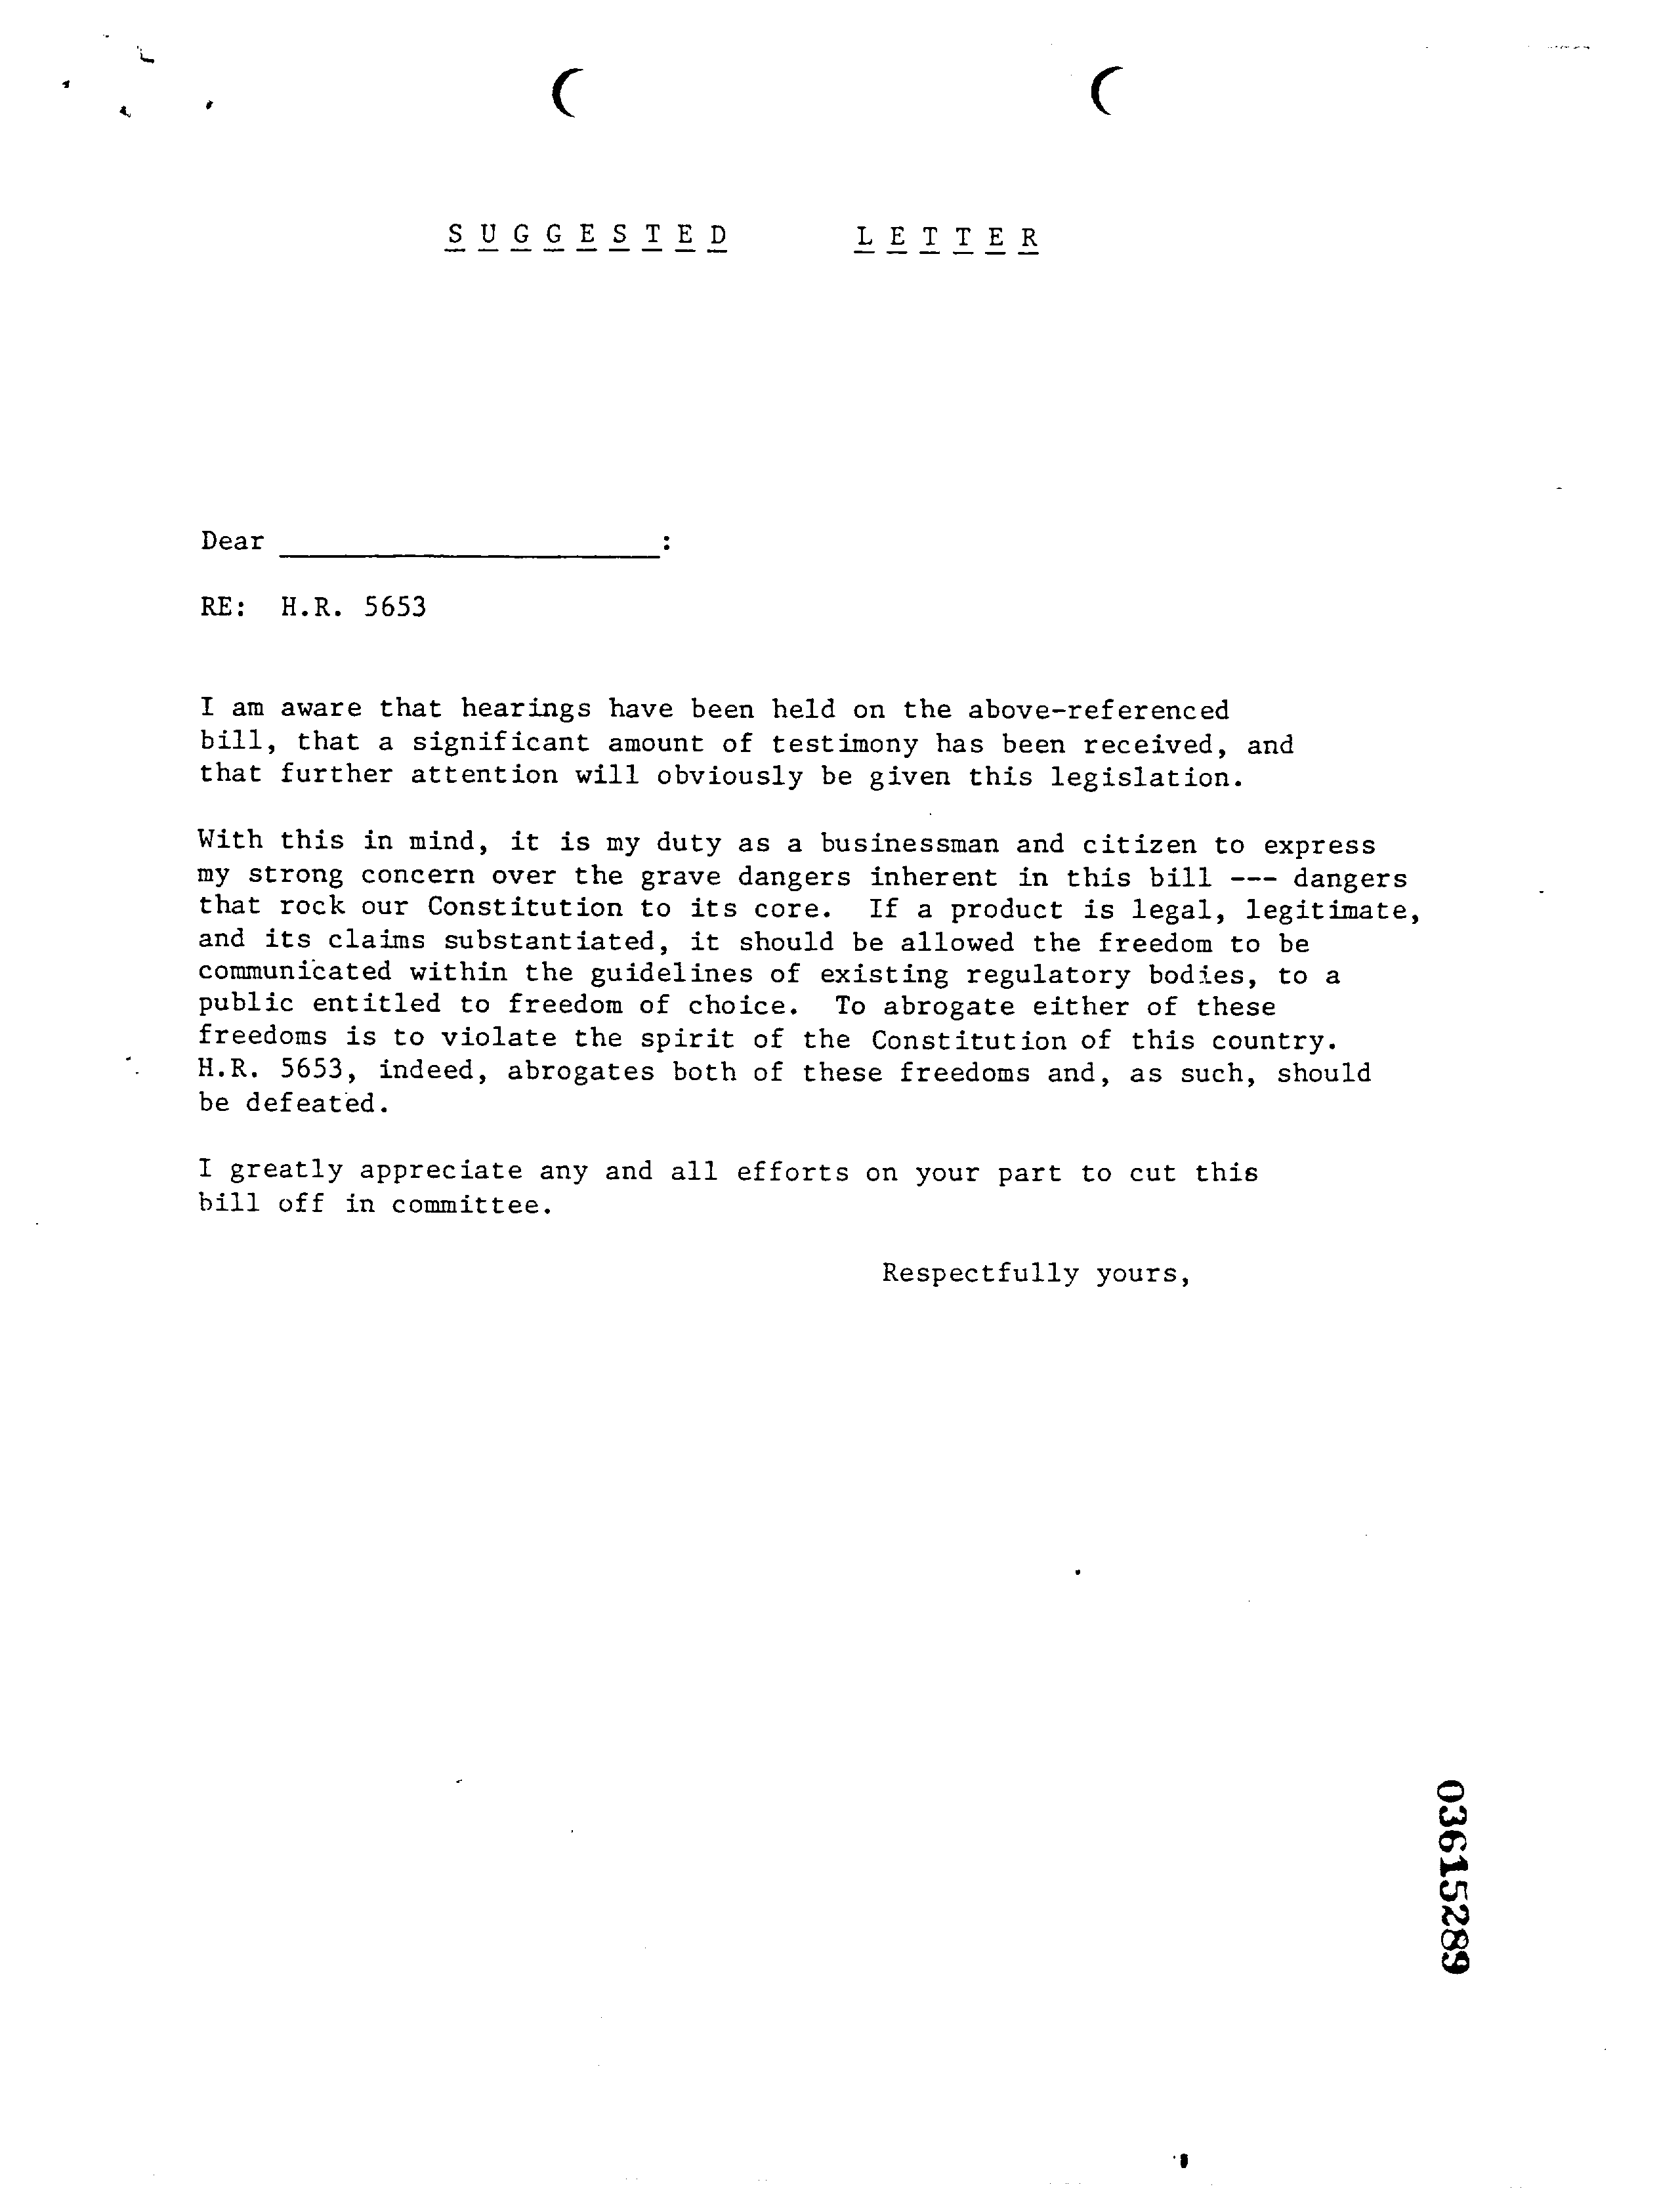 SUGGESTED LETTER
Dear ____________________:
RE: H.R. 5653
I am aware that hearings have been held on the above-referenced
bill, that a significant amount of testimony has been received, and
that further attention will obviously be given this legislation.
With this in mind, it is my duty as a businessman and citizen to express
my strong concern over the grave dangers inherent in this bill --- dangers
that rock our Constitution to its core. If a product is legal, legitimate,
and its claims substantiated, it should be allowed the freedom to be
communicated within the guidelines of existing regulatory bodies, to a
public entitled to freedom of choice. To abrogate either of these
freedoms is to violate the spirit of the Constitution of this country.
H.R. 5653, indeed, abrogates both of these freedoms and, as such, should
be defeated.
I greatly appreciate any and all efforts on your part to cut this
bill off in committee.
Respectfully yours,
03615289